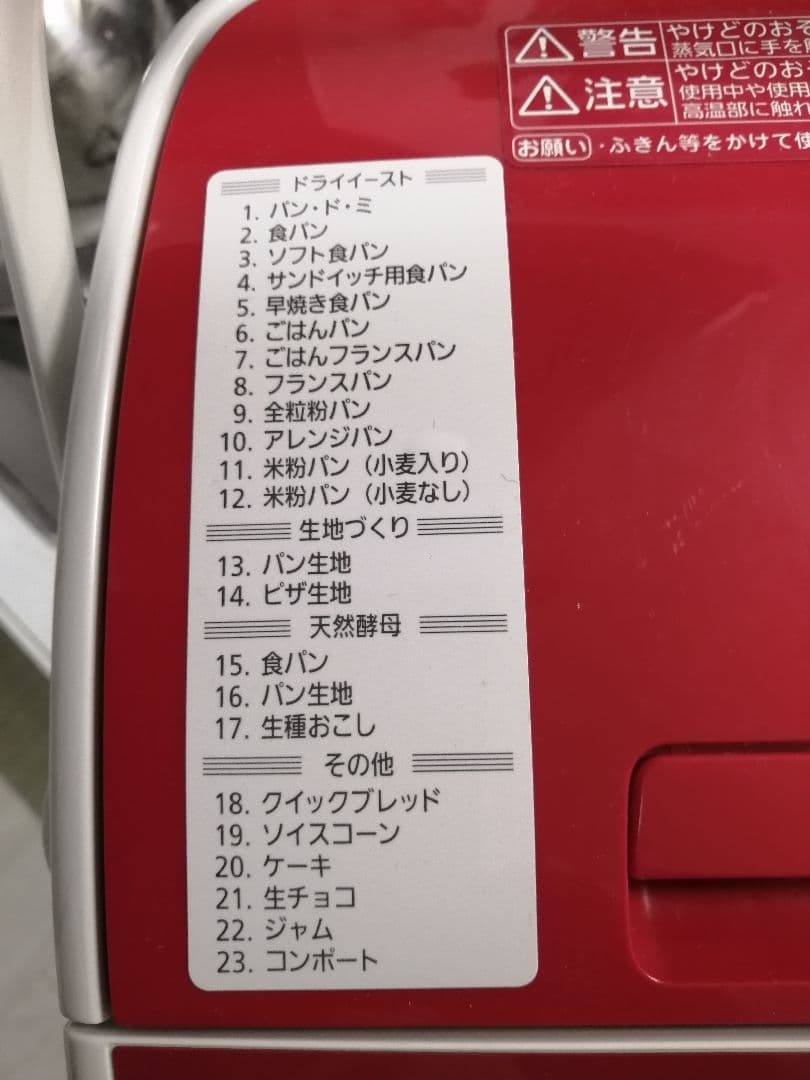 警告 やけどのおそ
蒸気口に手を
注意 やけどのおそ
使用中や使用
高温部に触れ
お願い ・ふきん等をかけて使
ドライイースト
1. パン・ド・ミ
2. 食パン
3. ソフト食パン
4. サンドイッチ用食パン
5. 早焼き食パン
6. ごはんパン
7. ごはんフランスパン
8. フランスパン
9. 全粒粉パン
10. アレンジパン
11. 米粉パン（小麦入り）
12. 米粉パン（小麦なし）
生地づくり
13. パン生地
14. ピザ生地
天然酵母
15. 食パン
16. パン生地
17. 生種おこし
その他
18. クイックブレッド
19. ソイスコーン
20. ケーキ
21. 生チョコ
22. ジャム
23. コンポート